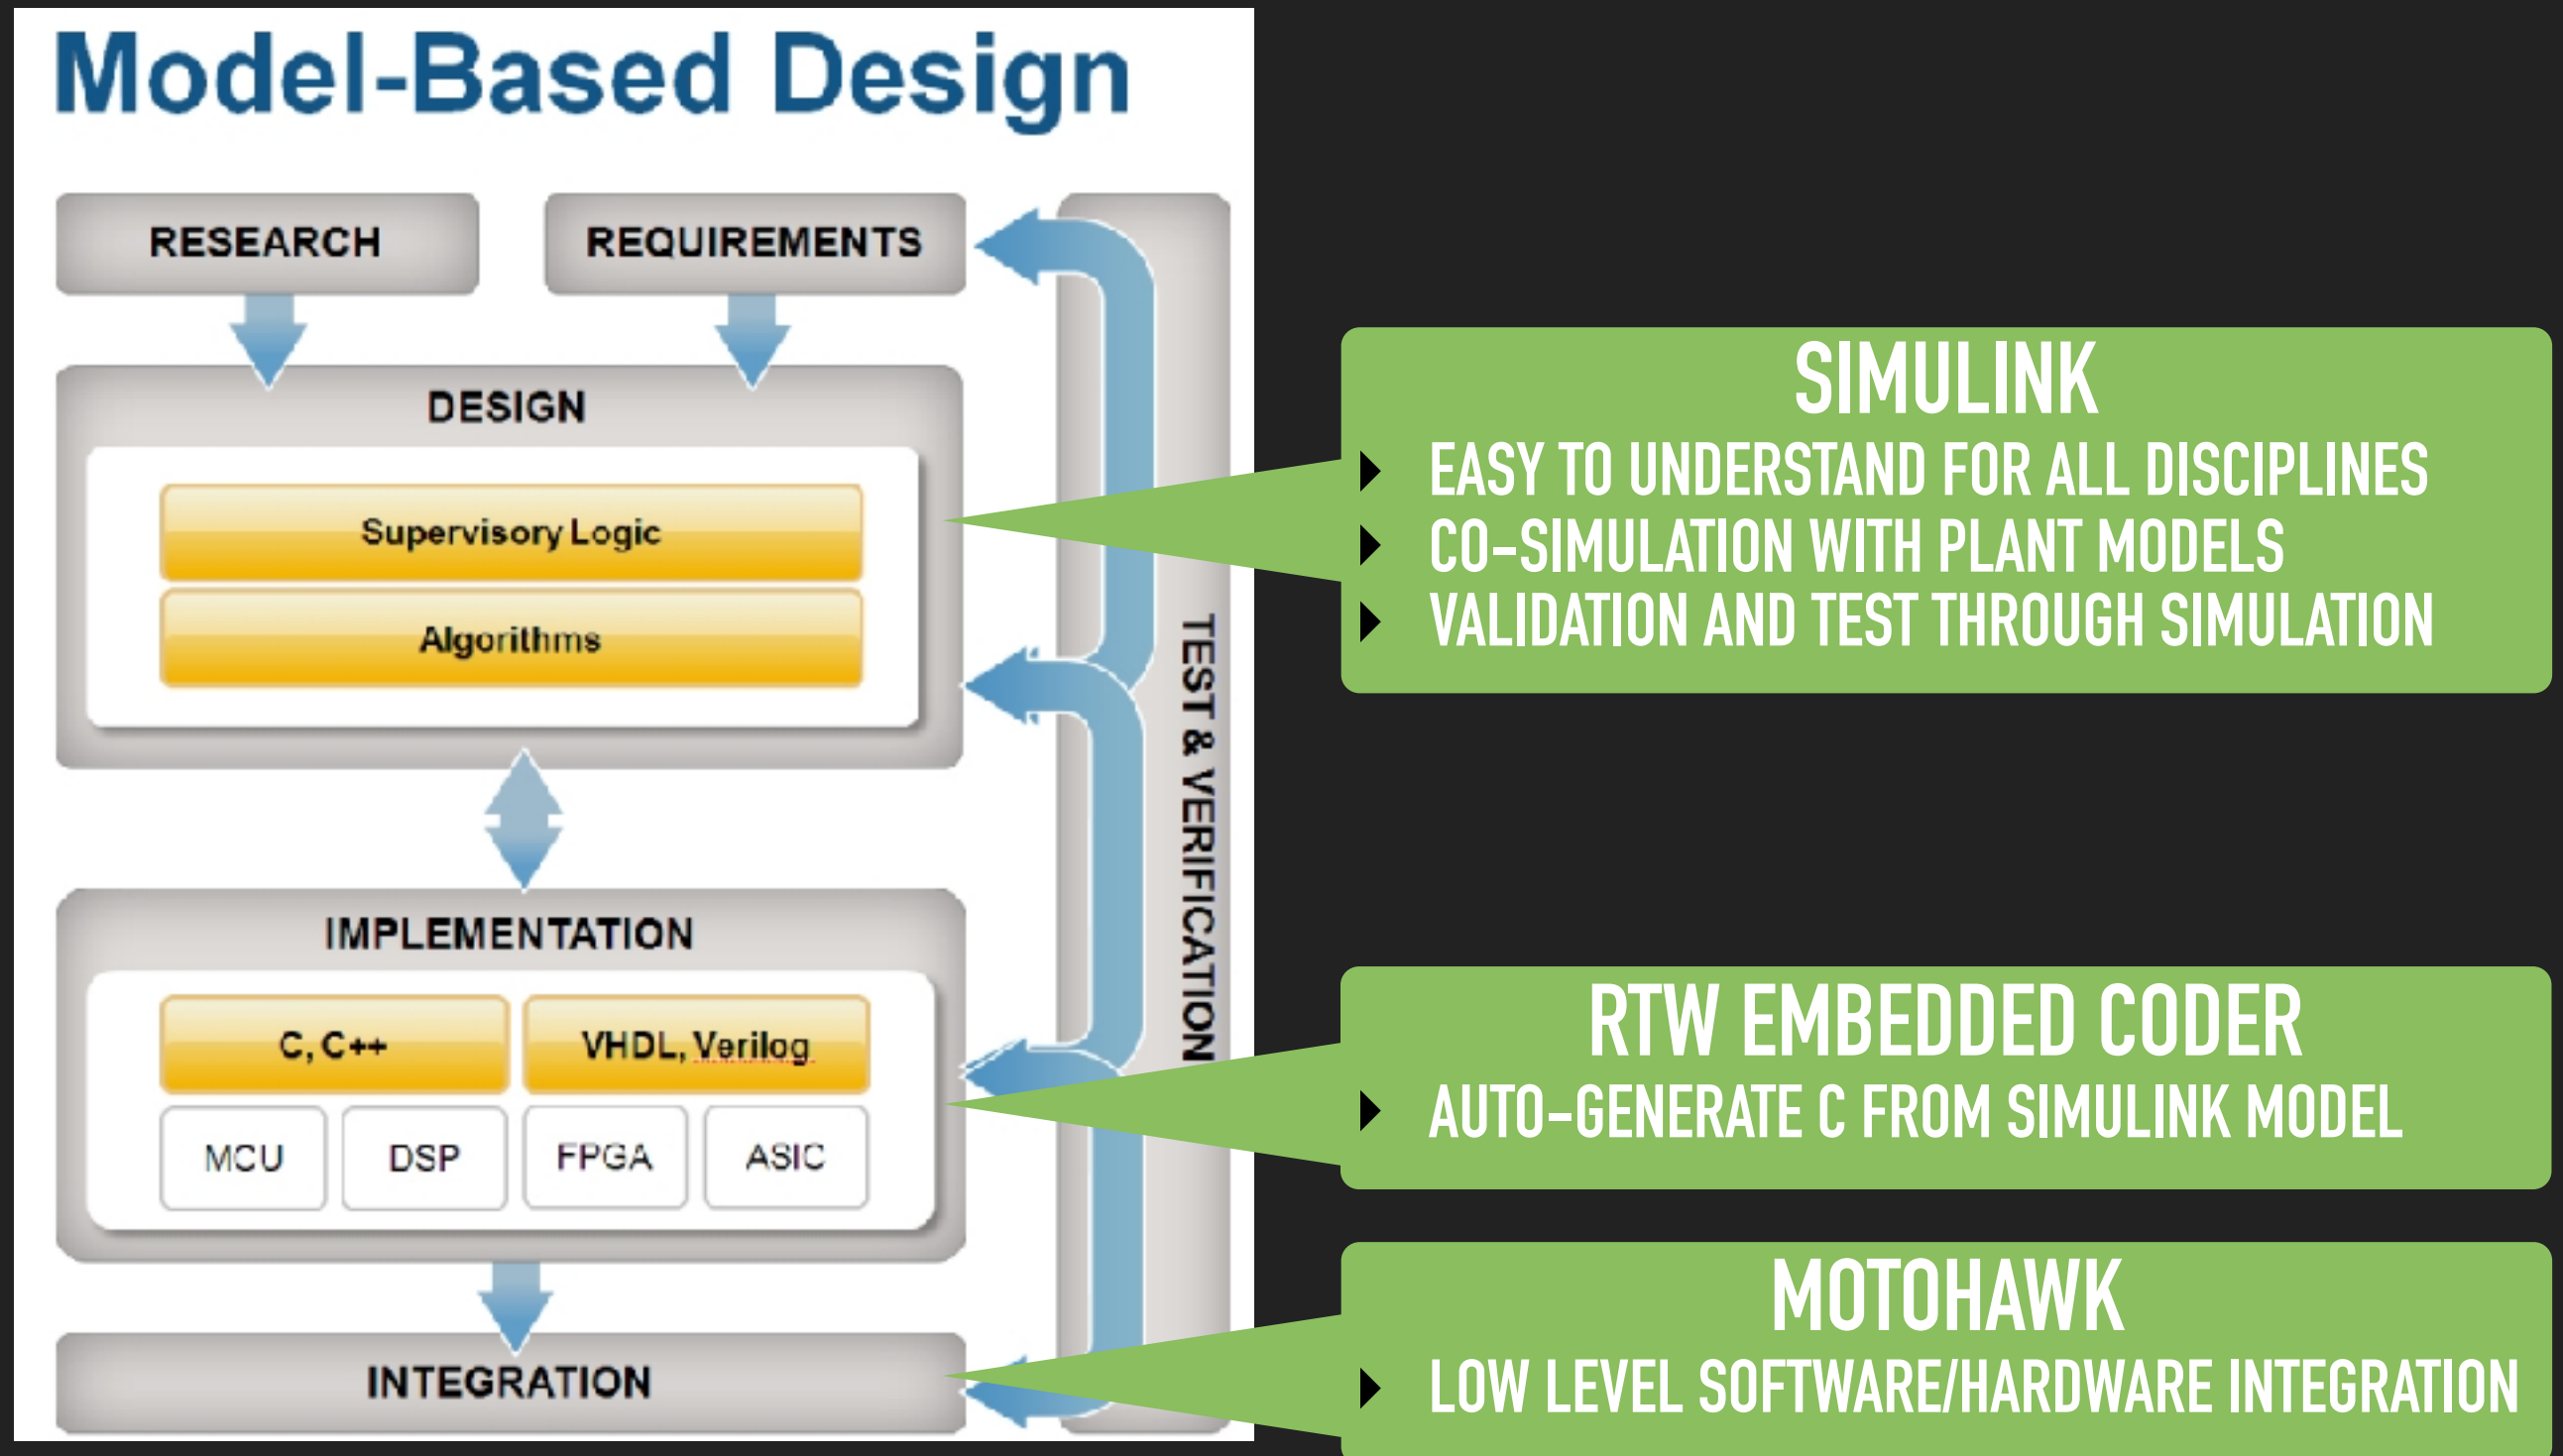 Model-Based Design
RESEARCH
REQUIREMENTS
DESIGN
Supervisory Logic
Algorithms
IMPLEMENTATION
C, C++
VHDL, Verilog
MCU
DSP
FPGA
ASIC
INTEGRATION
TEST & VERIFICATION
SIMULINK
EASY TO UNDERSTAND FOR ALL DISCIPLINES
CO-SIMULATION WITH PLANT MODELS
VALIDATION AND TEST THROUGH SIMULATION
RTW EMBEDDED CODER
AUTO-GENERATE C FROM SIMULINK MODEL
MOTOHAWK
LOW LEVEL SOFTWARE/HARDWARE INTEGRATION